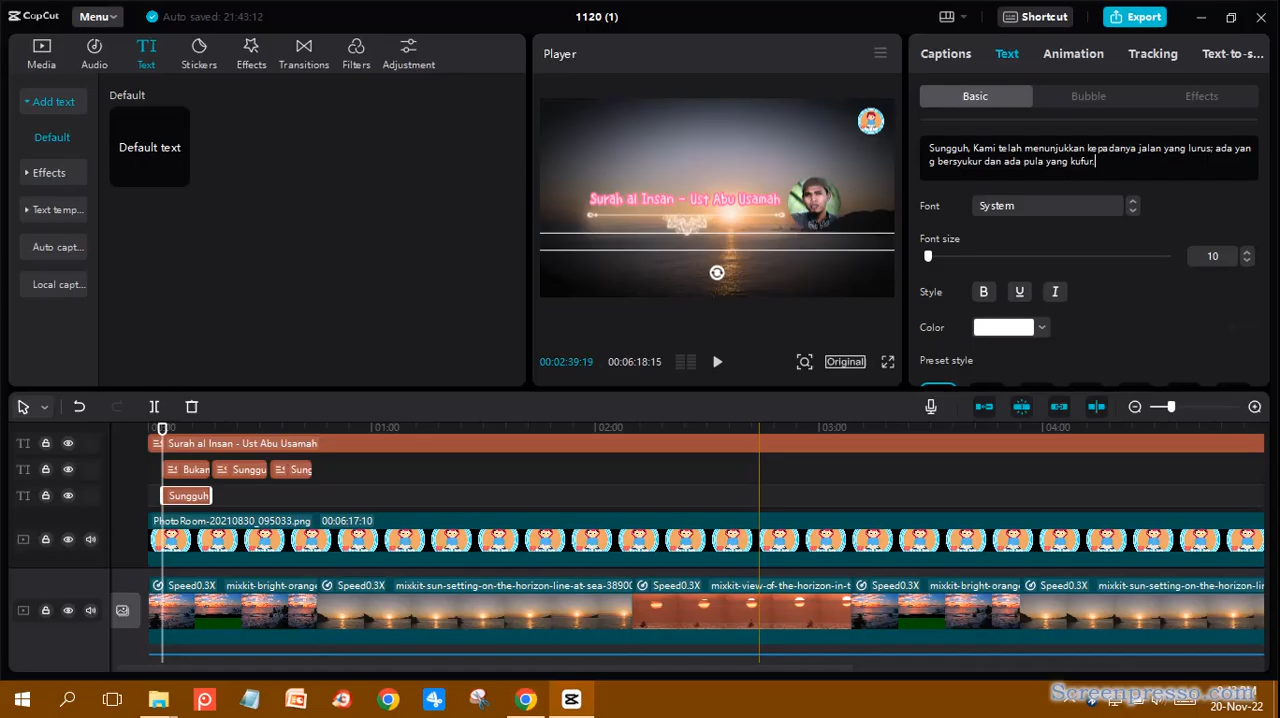 CapCut Menu Auto saved: 21:43:12 1120 (1) Shortcut Export
Media Audio TI Text Stickers Effects Transitions Filters Adjustment
Add text
Default
Effects
Text temp...
Auto capt...
Local capt...
Default
Default text
Player
Surah al Insan - Ust Abu Usamah
00:02:39:19 00:06:18:15 Original
Captions Text Animation Tracking Text-to-s...
Basic Bubble Effects
Sungguh, Kami telah menunjukkan kepadanya jalan yang lurus; ada yan
g bersyukur dan ada pula yang kufur.
Font System
Font size
10
Style B U I
Color
Preset style
01:00 02:00 03:00 04:00
TI Surah al Insan - Ust Abu Usamah
TI Bukan Sunggu Sung
TI Sungguh
PhotoRoom-20210830_095033.png 00:06:17:10
Speed0.3X mixkit-bright-orange Speed0.3X mixkit-sun-setting-on-the-horizon-line-at-sea-3890 Speed0.3X mixkit-view-of-the-horizon-in-t Speed0.3X mixkit-bright-orang Speed0.3X mixkit-sun-setting-on-the-horizon
Screenpresso.com
20-Nov-22